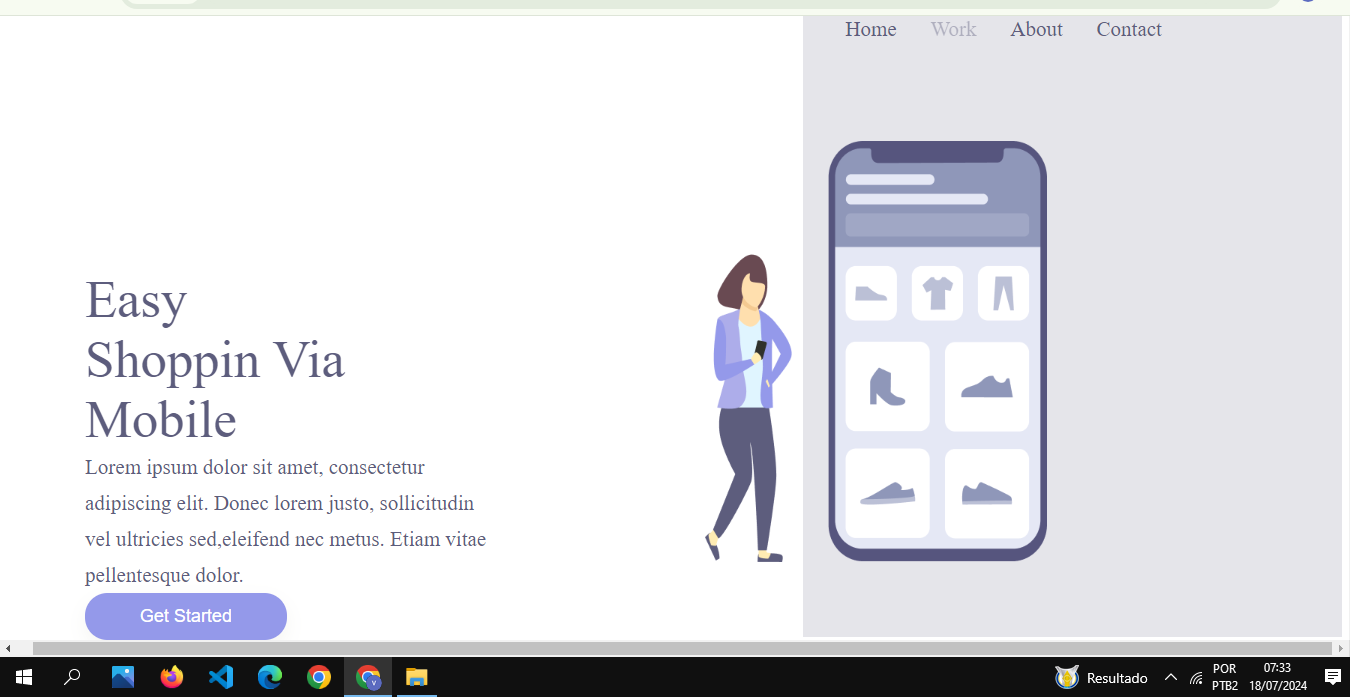 Home Work About Contact
Easy
Shoppin Via
Mobile
Lorem ipsum dolor sit amet, consectetur
adipiscing elit. Donec lorem justo, sollicitudin
vel ultricies sed,eleifend nec metus. Etiam vitae
pellentesque dolor.
Get Started
Resultado
POR
PTB2
07:33
18/07/2024